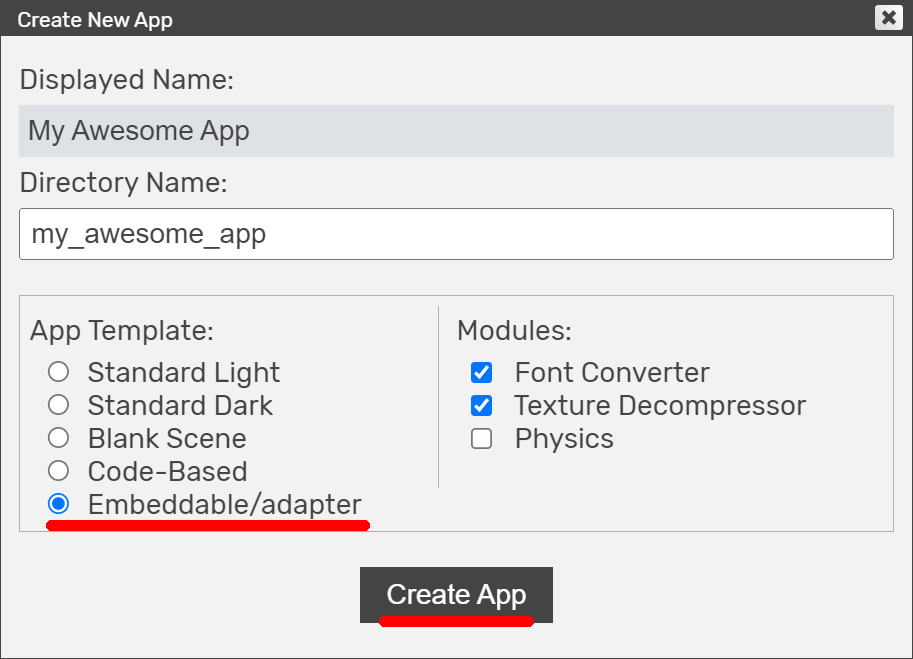 Create New App
Displayed Name:
My Awesome App
Directory Name:
my_awesome_app
App Template:
Standard Light
Standard Dark
Blank Scene
Code-Based
Embeddable/adapter
Modules:
Font Converter
Texture Decompressor
Physics
Create App